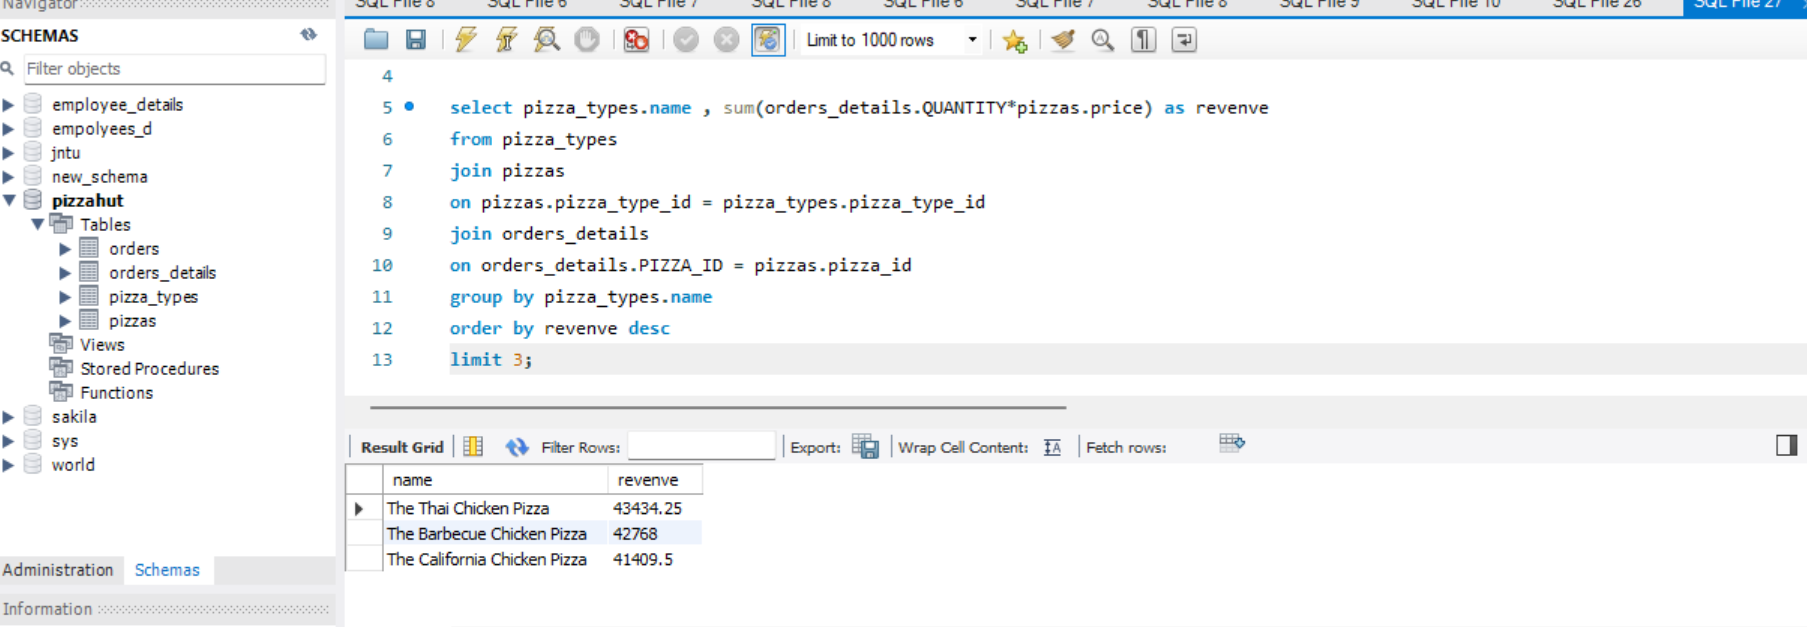 Navigator
SCHEMAS
Filter objects
employee_details
empolyees_d
jntu
new_schema
pizzahut
Tables
orders
orders_details
pizza_types
pizzas
Views
Stored Procedures
Functions
sakila
sys
world
Administration Schemas
Information
SQL File 8 SQL File 6 SQL File 7 SQL File 8 SQL File 6 SQL File 7 SQL File 8 SQL File 9 SQL File 10 SQL File 26 SQL File 27
Limit to 1000 rows
4
5 select pizza_types.name , sum(orders_details.QUANTITY*pizzas.price) as revenve
6 from pizza_types
7 join pizzas
8 on pizzas.pizza_type_id = pizza_types.pizza_type_id
9 join orders_details
10 on orders_details.PIZZA_ID = pizzas.pizza_id
11 group by pizza_types.name
12 order by revenve desc
13 limit 3;
Result Grid Filter Rows: Export: Wrap Cell Content: Fetch rows:
name revenve
The Thai Chicken Pizza 43434.25
The Barbecue Chicken Pizza 42768
The California Chicken Pizza 41409.5